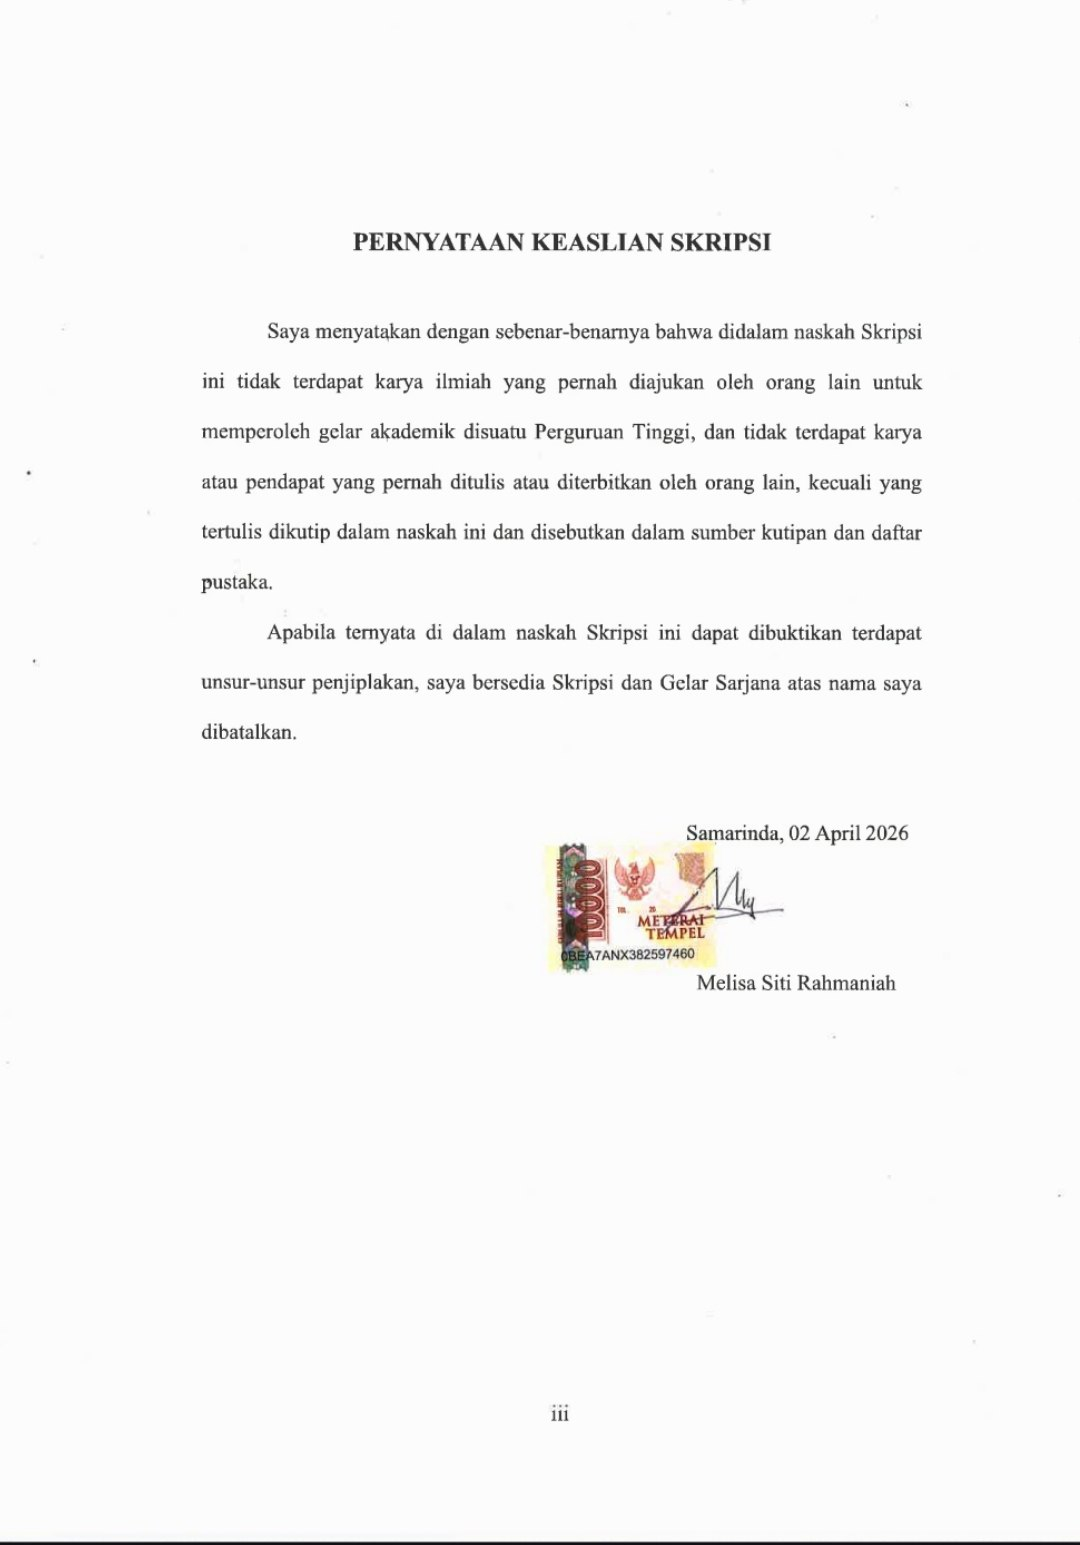 PERNYATAAN KEASLIAN SKRIPSI
Saya menyatakan dengan sebenar-benarnya bahwa didalam naskah Skripsi
ini tidak terdapat karya ilmiah yang pernah diajukan oleh orang lain untuk
memperoleh gelar akademik disuatu Perguruan Tinggi, dan tidak terdapat karya
atau pendapat yang pernah ditulis atau diterbitkan oleh orang lain, kecuali yang
tertulis dikutip dalam naskah ini dan disebutkan dalam sumber kutipan dan daftar
pustaka.
Apabila ternyata di dalam naskah Skripsi ini dapat dibuktikan terdapat
unsur-unsur penjiplakan, saya bersedia Skripsi dan Gelar Sarjana atas nama saya
dibatalkan.
Samarinda, 02 April 2026
10000
TGL. 20
METERAI
TEMPEL
CBEA7ANX382597460
Melisa Siti Rahmaniah
iii